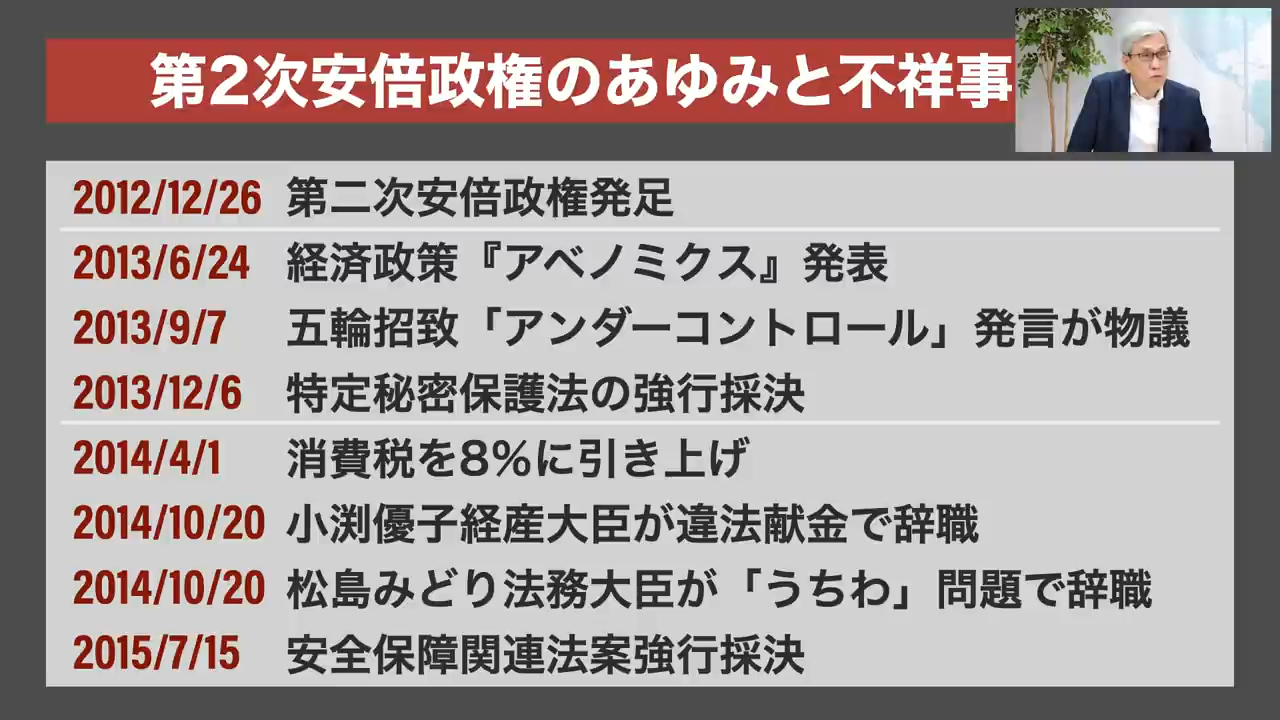 第2次安倍政権のあゆみと不祥事
2012/12/26 第二次安倍政権発足
2013/6/24 経済政策『アベノミクス』発表
2013/9/7 五輪招致「アンダーコントロール」発言が物議
2013/12/6 特定秘密保護法の強行採決
2014/4/1 消費税を8%に引き上げ
2014/10/20 小渕優子経産大臣が違法献金で辞職
2014/10/20 松島みどり法務大臣が「うちわ」問題で辞職
2015/7/15 安全保障関連法案強行採決